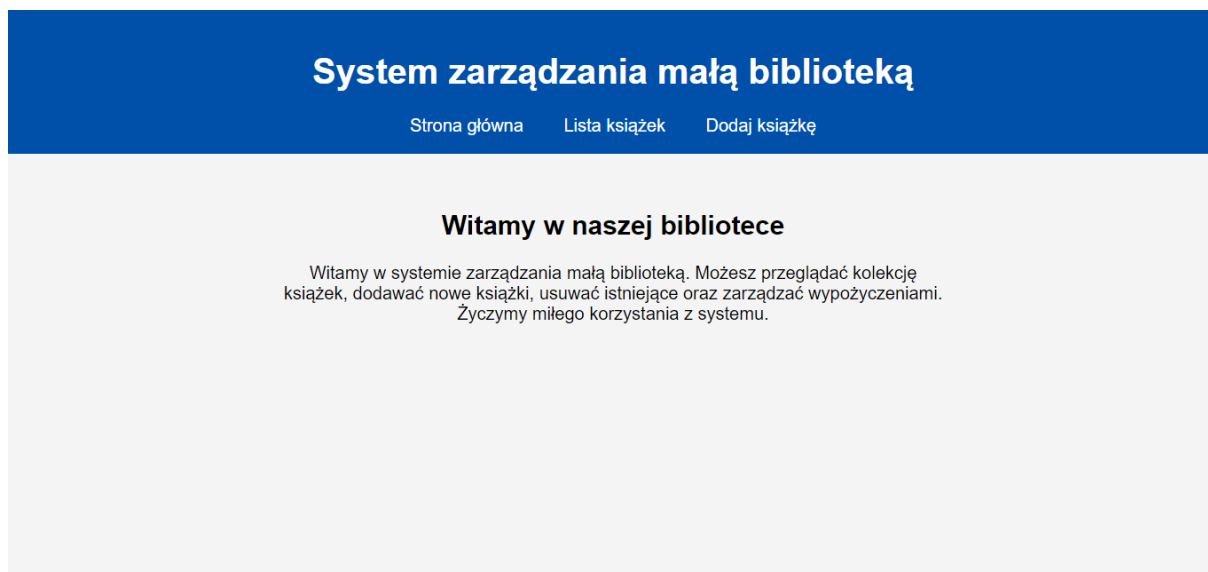 System zarządzania małą biblioteką
Strona główna Lista książek Dodaj książkę
Witamy w naszej bibliotece
Witamy w systemie zarządzania małą biblioteką. Możesz przeglądać kolekcję
książek, dodawać nowe książki, usuwać istniejące oraz zarządzać wypożyczeniami.
Życzymy miłego korzystania z systemu.